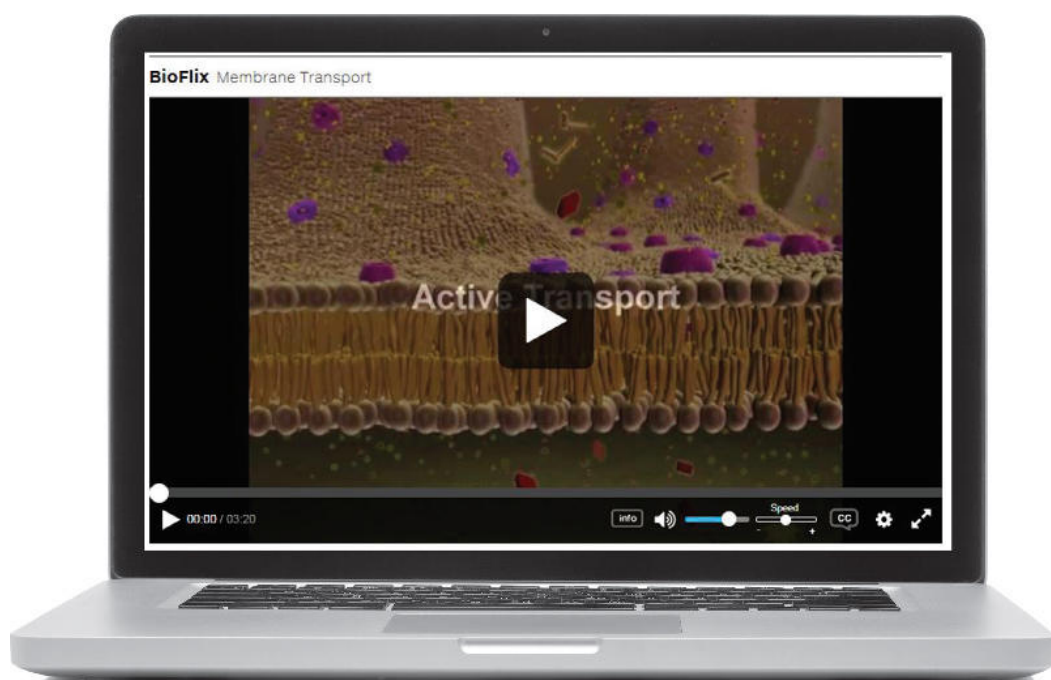 BioFlix Membrane Transport
Active Transport
00:00 / 03:20
info
Speed
CC
- +